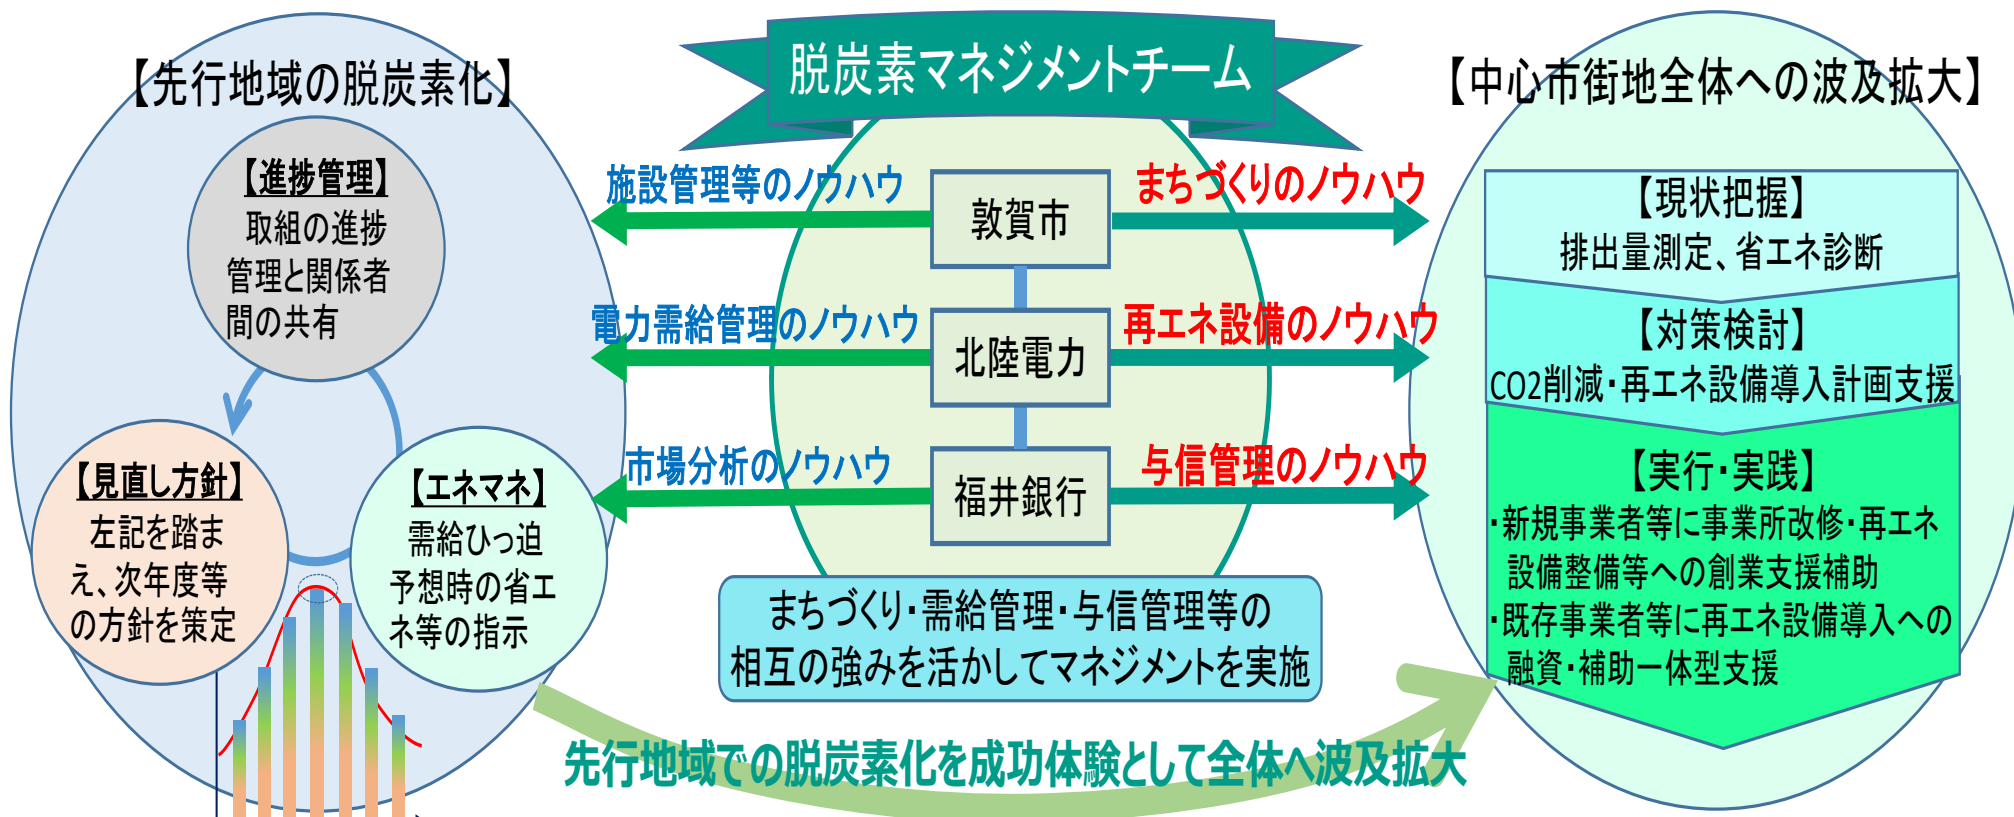 【先行地域の脱炭素化】
【進捗管理】
取組の進捗
管理と関係者
間の共有
【見直し方針】
左記を踏ま
え、次年度等
の方針を策定
【エネマネ】
需給ひっ迫
予想時の省エ
ネ等の指示
脱炭素マネジメントチーム
施設管理等のノウハウ
敦賀市
まちづくりのノウハウ
電力需給管理のノウハウ
北陸電力
再エネ設備のノウハウ
市場分析のノウハウ
福井銀行
与信管理のノウハウ
まちづくり・需給管理・与信管理等の
相互の強みを活かしてマネジメントを実施
【中心市街地全体への波及拡大】
【現状把握】
排出量測定、省エネ診断
【対策検討】
CO2削減・再エネ設備導入計画支援
【実行・実践】
・新規事業者等に事業所改修・再エネ
設備整備等への創業支援補助
・既存事業者等に再エネ設備導入への
融資・補助一体型支援
先行地域での脱炭素化を成功体験として全体へ波及拡大